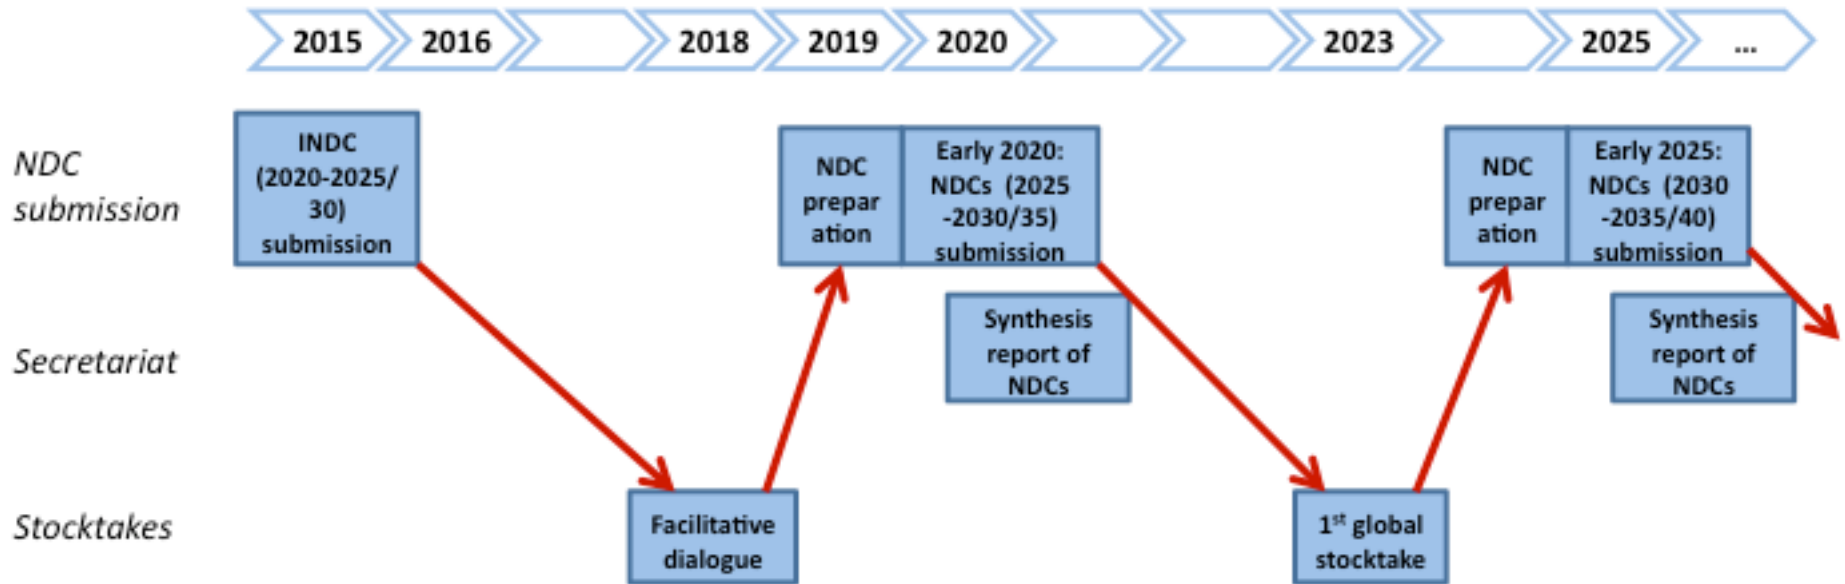 2015 2016 2018 2019 2020 2023 2025 ...
NDC
submission
INDC
(2020-2025/
30)
submission
NDC
prepar
ation
Early 2020:
NDCs (2025
-2030/35)
submission
NDC
prepar
ation
Early 2025:
NDCs (2030
-2035/40)
submission
Secretariat
Synthesis
report of
NDCs
Synthesis
report of
NDCs
Stocktakes
Facilitative
dialogue
1st global
stocktake